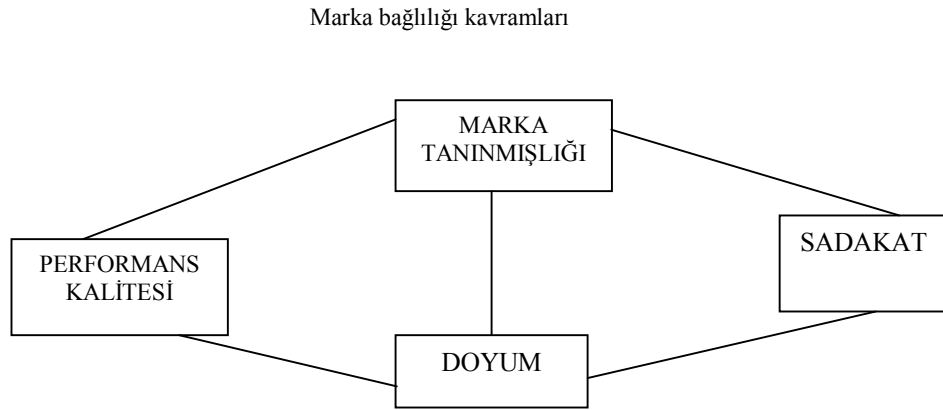 Marka bağlılığı kavramları
MARKA
TANINMIŞLIĞI
PERFORMANS
KALİTESİ
SADAKAT
DOYUM